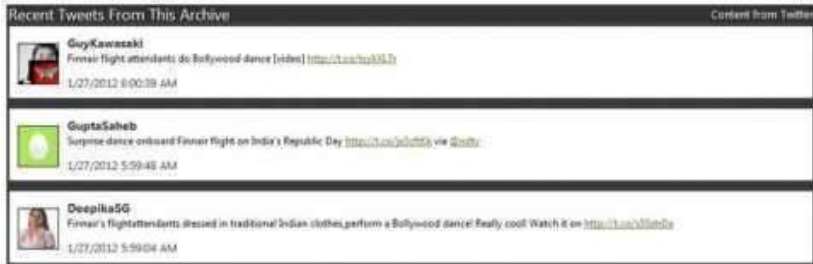 Recent Tweets From This Archive
Content from Twitter
GuyKawasaki
Finnair flight attendants do Bollywood dance [video]
1/27/2012 6:00:39 AM
GuptaSaheb
Surprise dance onboard Finnair flight on India's Republic Day via @ndtv
1/27/2012 5:59:48 AM
DeepikaSG
Finnair's flightattendants dressed in traditional Indian clothes,perform a Bollywood dance! Really cool! Watch it on
1/27/2012 5:59:04 AM